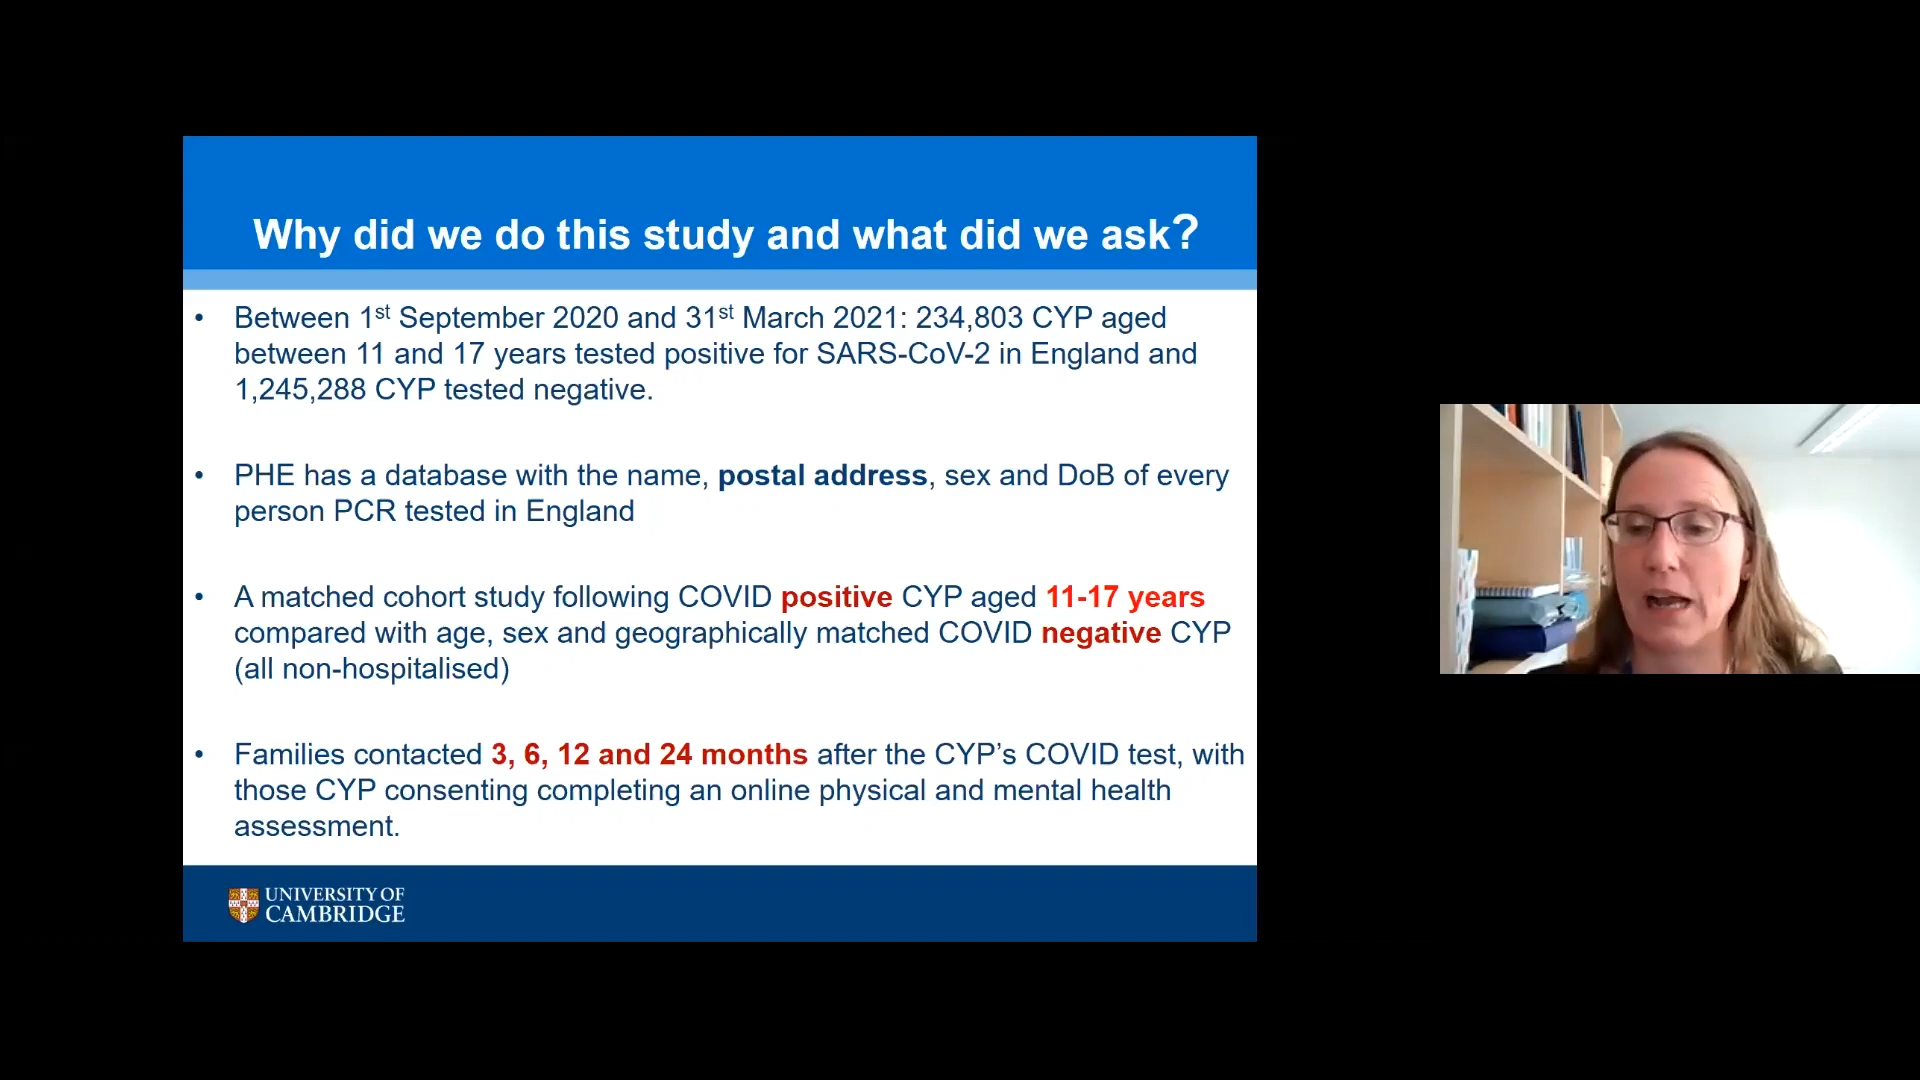 Why did we do this study and what did we ask?
• Between 1st September 2020 and 31st March 2021: 234,803 CYP aged
between 11 and 17 years tested positive for SARS-CoV-2 in England and
1,245,288 CYP tested negative.
• PHE has a database with the name, postal address, sex and DoB of every
person PCR tested in England
• A matched cohort study following COVID positive CYP aged 11-17 years
compared with age, sex and geographically matched COVID negative CYP
(all non-hospitalised)
• Families contacted 3, 6, 12 and 24 months after the CYP’s COVID test, with
those CYP consenting completing an online physical and mental health
assessment.
UNIVERSITY OF
CAMBRIDGE